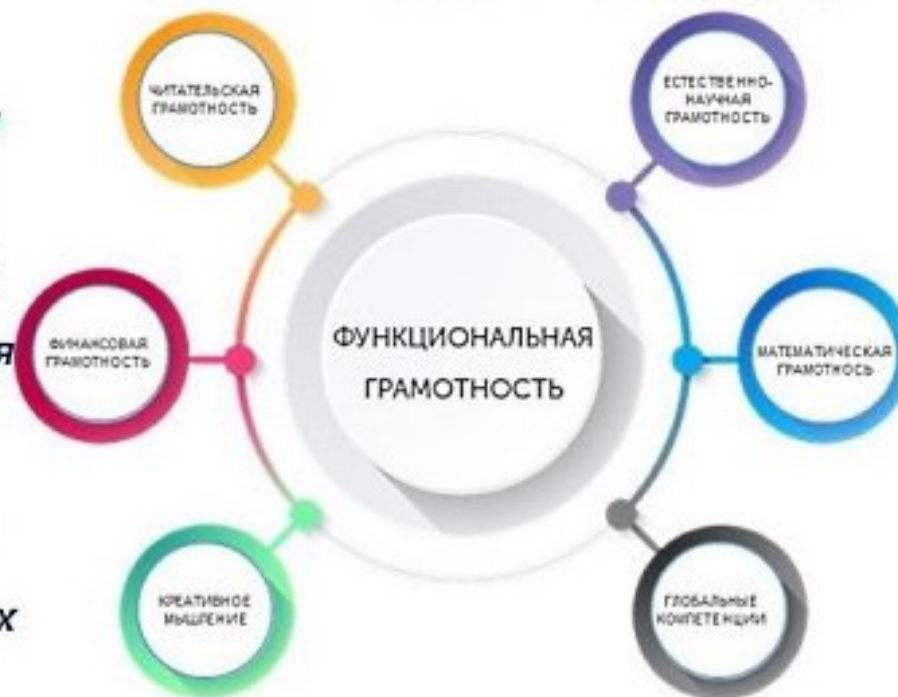 ЧИТАТЕЛЬСКАЯ
ГРАМОТНОСТЬ
ЕСТЕСТВЕННО-
НАУЧНАЯ
ГРАМОТНОСТЬ
ФИНАНСОВАЯ
ГРАМОТНОСТЬ
ФУНКЦИОНАЛЬНАЯ
ГРАМОТНОСТЬ
МАТЕМАТИЧЕСКАЯ
ГРАМОТНОСЬ
КРЕАТИВНОЕ
МЫШЛЕНИЕ
ГЛОБАЛЬНЫЕ
КОМПЕТЕНЦИИ